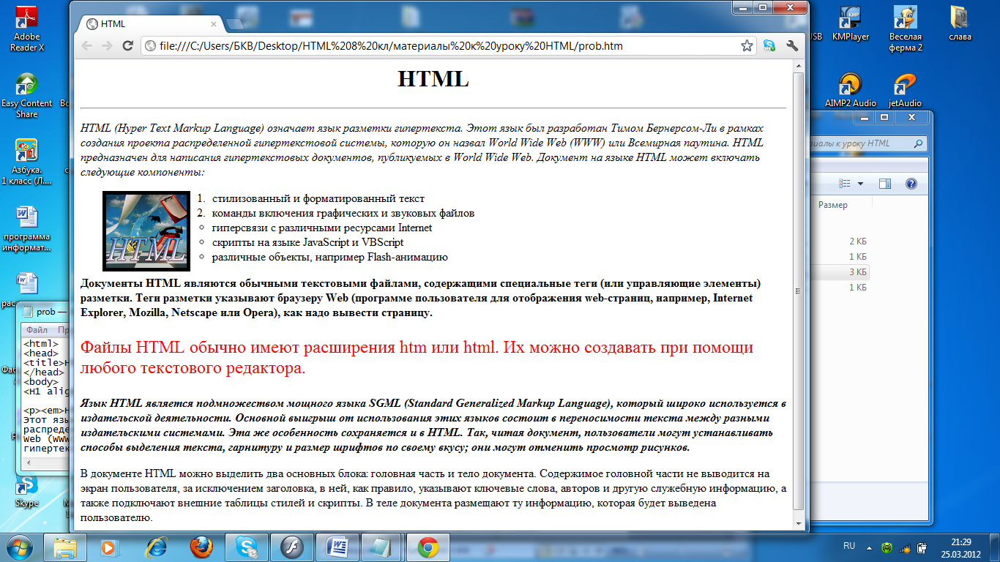 Adobe
Reader X
Easy Content
Share
Азбука.
1 класс (Л....
программа
информат...
Skype
HTML
file:///C:/Users/БКВ/Desktop/HTML%208%20кл/материалы%20к%20уроку%20HTML/prob.htm
HTML
HTML (Hyper Text Markup Language) означает язык разметки гипертекста. Этот язык был разработан Тимом Бернерсом-Ли в рамках
создания проекта распределенной гипертекстовой системы, которую он назвал World Wide Web (WWW) или Всемирная паутина. HTML
предназначен для написания гипертекстовых документов, публикуемых в World Wide Web. Документ на языке HTML может включать
следующие компоненты:
HTML
1. стилизованный и форматированный текст
2. команды включения графических и звуковых файлов
гиперсвязи с различными ресурсами Internet
скрипты на языке JavaScript и VBScript
различные объекты, например Flash-анимацию
Документы HTML являются обычными текстовыми файлами, содержащими специальные теги (или управляющие элементы)
разметки. Теги разметки указывают браузеру Web (программе пользователя для отображения web-страниц, например, Internet
Explorer, Mozilla, Netscape или Opera), как надо вывести страницу.
Файлы HTML обычно имеют расширения htm или html. Их можно создавать при помощи
любого текстового редактора.
Язык HTML является подмножеством мощного языка SGML (Standard Generalized Markup Language), который широко используется в
издательской деятельности. Основной выигрыш от использования этих языков состоит в переносимости текста между разными
издательскими системами. Эта же особенность сохраняется и в HTML. Так, читая документ, пользователи могут устанавливать
способы выделения текста, гарнитуру и размер шрифтов по своему вкусу; они могут отменить просмотр рисунков.
В документе HTML можно выделить два основных блока: головная часть и тело документа. Содержимое головной части не выводится на
экран пользователя, за исключением заголовка, в ней, как правило, указывают ключевые слова, авторов и другую служебную информацию, а
также подключают внешние таблицы стилей и скрипты. В теле документа размещают ту информацию, которая будет выведена
пользователю.
prob —
Файл Пр
<html>
<head>
<title>H
</head>
<body>
<H1 alig
<p><em>H
Этот язы
распреде
Web (WWW
гипертек
USB
KMPlayer
Веселая
ферма 2
слава
AIMP2 Audio
jetAudio
риалы к уроку HTML
Размер
2 КБ
1 КБ
3 КБ
1 КБ
RU
21:29
25.03.2012